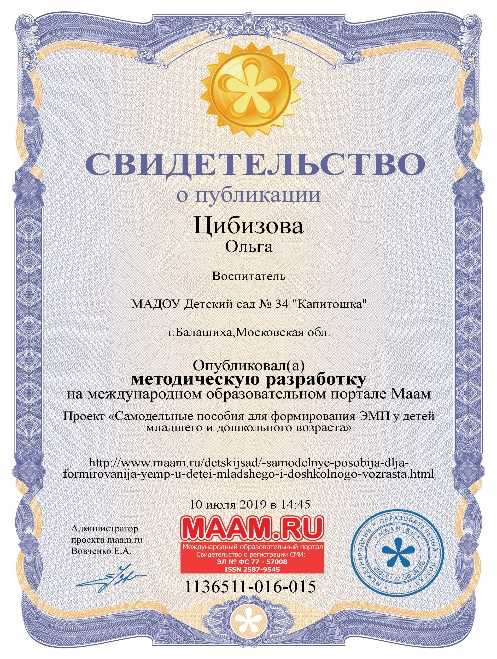 СВИДЕТЕЛЬСТВО
о публикации
Цибизова
Ольга
Воспитатель
МАДОУ Детский сад № 34 "Капитошка"
г.Балашиха,Московская обл.
Опубликовал(а)
методическую разработку
на международном образовательном портале Маам
Проект «Самодельные пособия для формирования ЭМП у детей
младшего и дошкольного возраста»
http://www.maam.ru/detskijsad/-samodelnye-posobija-dlja-
formirovanija-yemp-u-detei-mladshego-i-doshkolnogo-vozrasta.html
10 июля 2019 в 14:45
Администратор
проекта maam.ru
Вовченко Е.А.
MAAM.RU
Международный образовательный портал
Свидетельство о регистрации СМИ:
ЭЛ № ФС 77 - 57008
ISSN 2587-9545
1136511-016-015